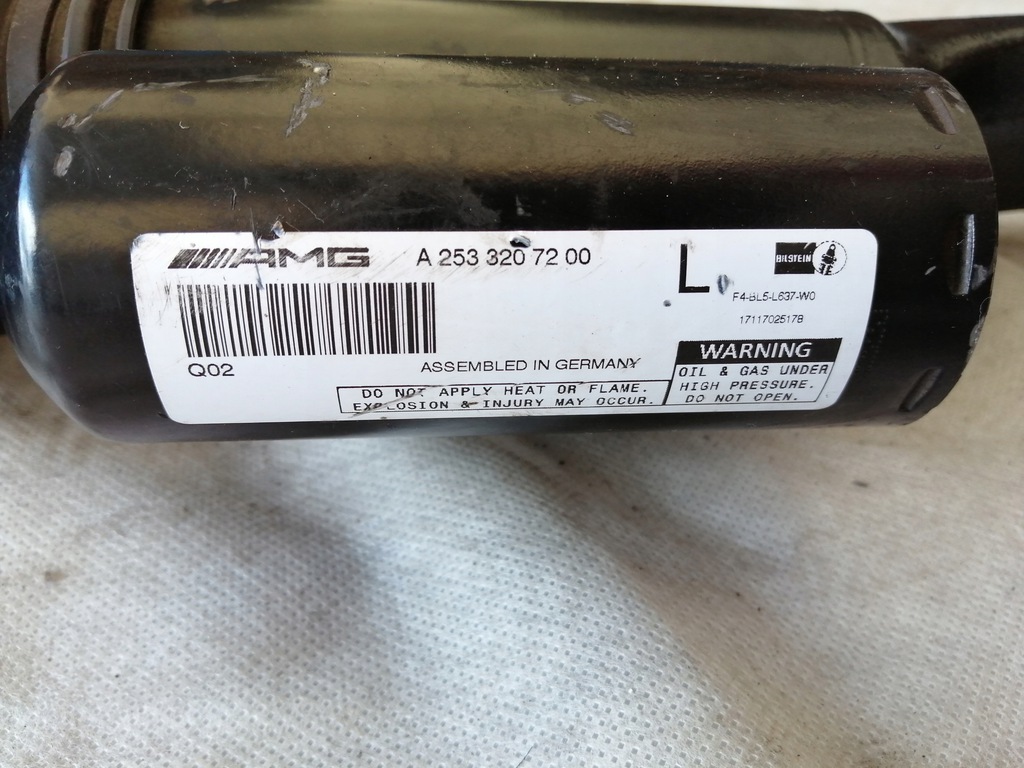 AMG A 253 320 72 00
L
BILSTEIN
F4-BL5-L637-W0
17117025178
Q02
ASSEMBLED IN GERMANY
DO NOT APPLY HEAT OR FLAME.
EXPLOSION & INJURY MAY OCCUR.
WARNING
OIL & GAS UNDER
HIGH PRESSURE.
DO NOT OPEN.